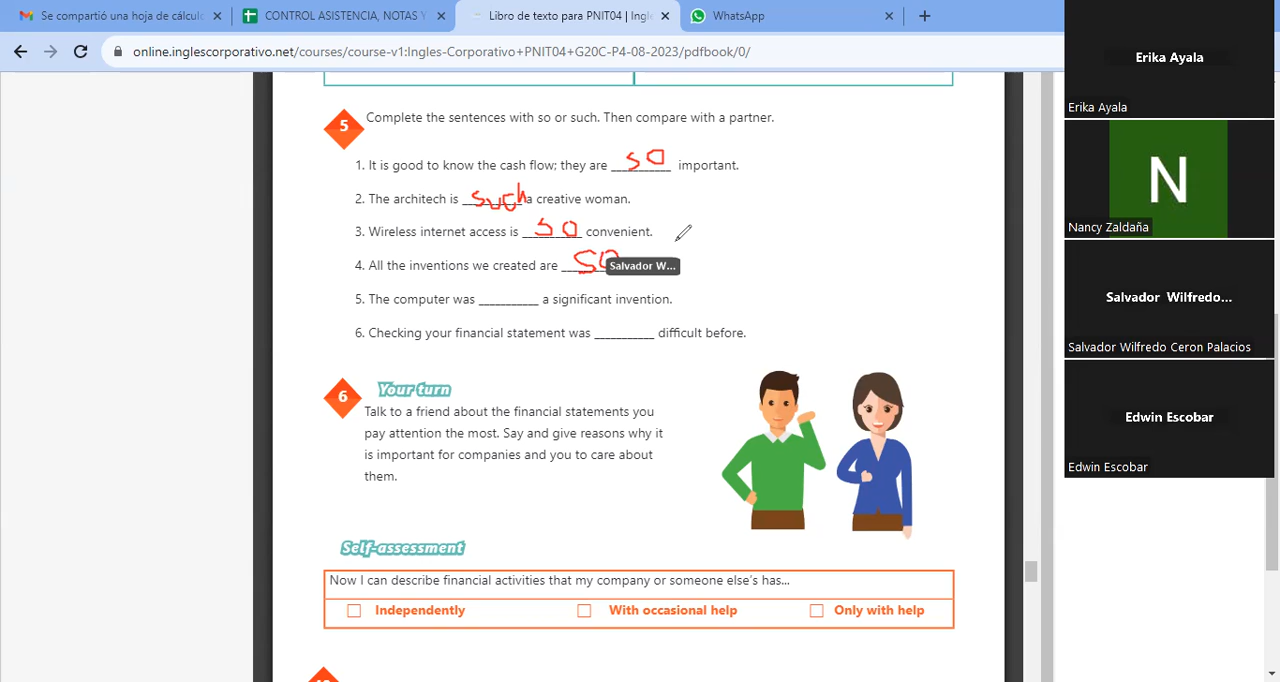 Se compartió una hoja de cálculo
CONTROL ASISTENCIA, NOTAS Y
Libro de texto para PNIT04 | Ingle
WhatsApp
online.inglescorporativo.net/courses/course-v1:Ingles-Corporativo+PNIT04+G20C-P4-08-2023/pdfbook/0/
5 Complete the sentences with so or such. Then compare with a partner.
1. It is good to know the cash flow; they are so important.
2. The architech is such a creative woman.
3. Wireless internet access is so convenient.
4. All the inventions we created are so
Salvador W...
5. The computer was ___________ a significant invention.
6. Checking your financial statement was ___________ difficult before.
6 Your turn
Talk to a friend about the financial statements you
pay attention the most. Say and give reasons why it
is important for companies and you to care about
them.
Self-assessment
Now I can describe financial activities that my company or someone else's has...
Independently With occasional help Only with help
Erika Ayala
Erika Ayala
N
Nancy Zaldaña
Salvador Wilfredo...
Salvador Wilfredo Ceron Palacios
Edwin Escobar
Edwin Escobar